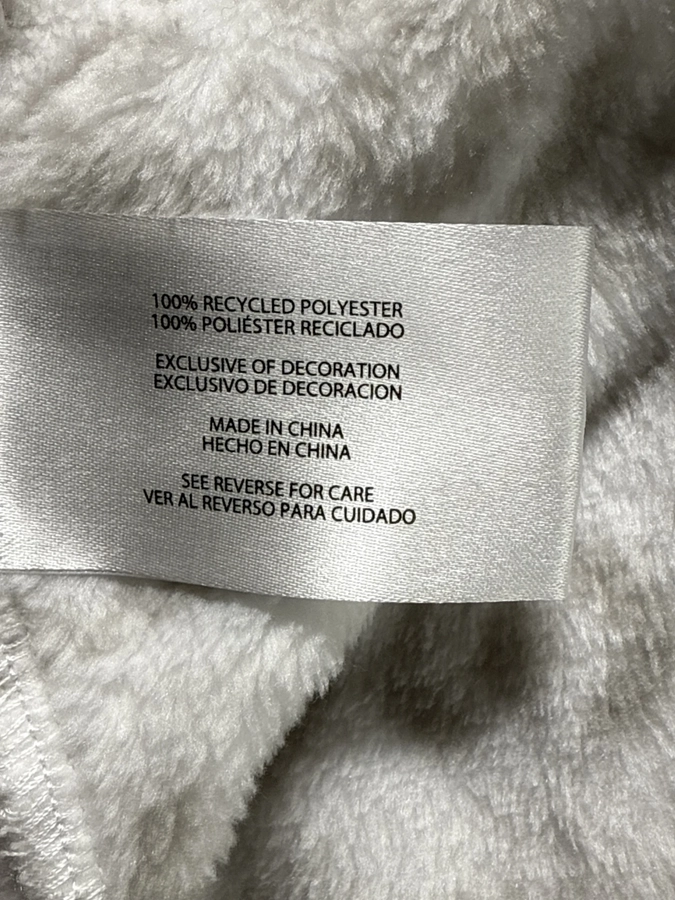 100% RECYCLED POLYESTER
100% POLIÉSTER RECICLADO
EXCLUSIVE OF DECORATION
EXCLUSIVO DE DECORACION
MADE IN CHINA
HECHO EN CHINA
SEE REVERSE FOR CARE
VER AL REVERSO PARA CUIDADO